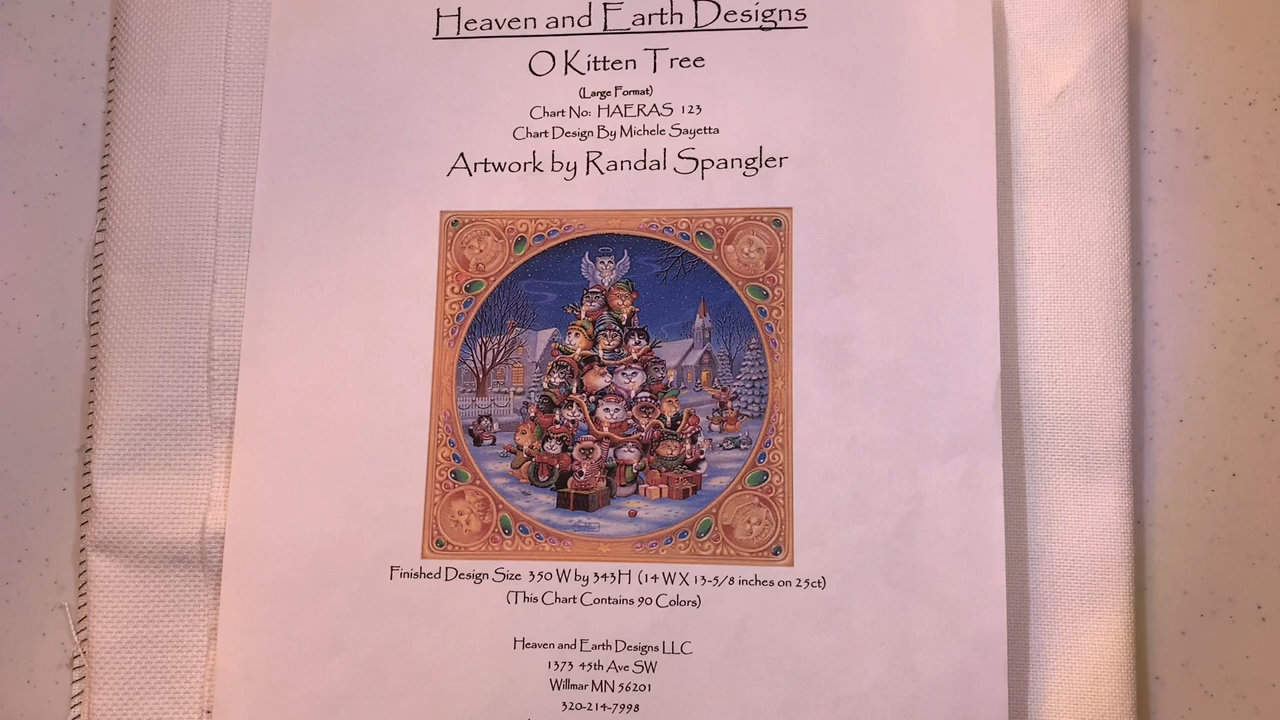 Heaven and Earth Designs
O Kitten Tree
(Large Format)
Chart No: HAERAS 123
Chart Design By Michele Sayetta
Artwork by Randal Spangler
Finished Design Size 350 W by 343H (14 W X 13-5/8 inches on 25ct)
(This Chart Contains 90 Colors)
Heaven and Earth Designs LLC
1373 45th Ave SW
Willmar MN 56201
320-214-7998